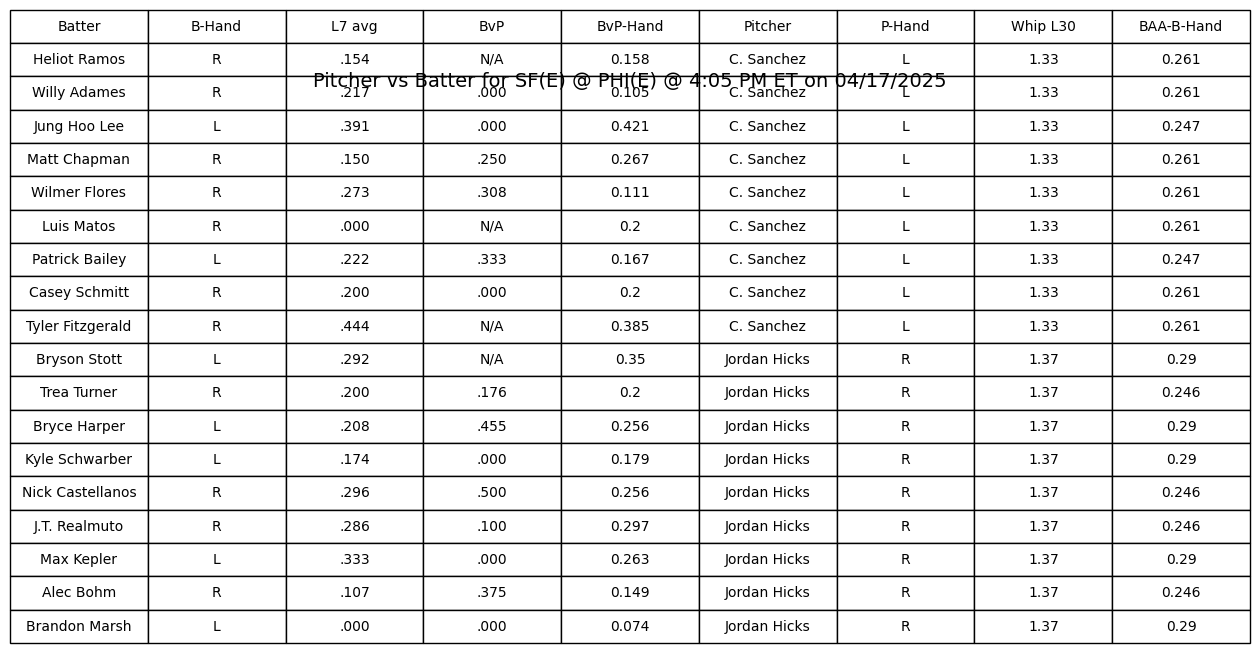 Batter B-Hand L7 avg BvP BvP-Hand Pitcher P-Hand Whip L30 BAA-B-Hand
Heliot Ramos R .154 N/A 0.158 C. Sanchez L 1.33 0.261
Pitcher vs Batter for SF(E) @ PHI(E) @ 4:05 PM ET on 04/17/2025
Willy Adames R .217 .000 0.105 C. Sanchez L 1.33 0.261
Jung Hoo Lee L .391 .000 0.421 C. Sanchez L 1.33 0.247
Matt Chapman R .150 .250 0.267 C. Sanchez L 1.33 0.261
Wilmer Flores R .273 .308 0.111 C. Sanchez L 1.33 0.261
Luis Matos R .000 N/A 0.2 C. Sanchez L 1.33 0.261
Patrick Bailey L .222 .333 0.167 C. Sanchez L 1.33 0.247
Casey Schmitt R .200 .000 0.2 C. Sanchez L 1.33 0.261
Tyler Fitzgerald R .444 N/A 0.385 C. Sanchez L 1.33 0.261
Bryson Stott L .292 N/A 0.35 Jordan Hicks R 1.37 0.29
Trea Turner R .200 .176 0.2 Jordan Hicks R 1.37 0.246
Bryce Harper L .208 .455 0.256 Jordan Hicks R 1.37 0.29
Kyle Schwarber L .174 .000 0.179 Jordan Hicks R 1.37 0.29
Nick Castellanos R .296 .500 0.256 Jordan Hicks R 1.37 0.246
J.T. Realmuto R .286 .100 0.297 Jordan Hicks R 1.37 0.246
Max Kepler L .333 .000 0.263 Jordan Hicks R 1.37 0.29
Alec Bohm R .107 .375 0.149 Jordan Hicks R 1.37 0.246
Brandon Marsh L .000 .000 0.074 Jordan Hicks R 1.37 0.29